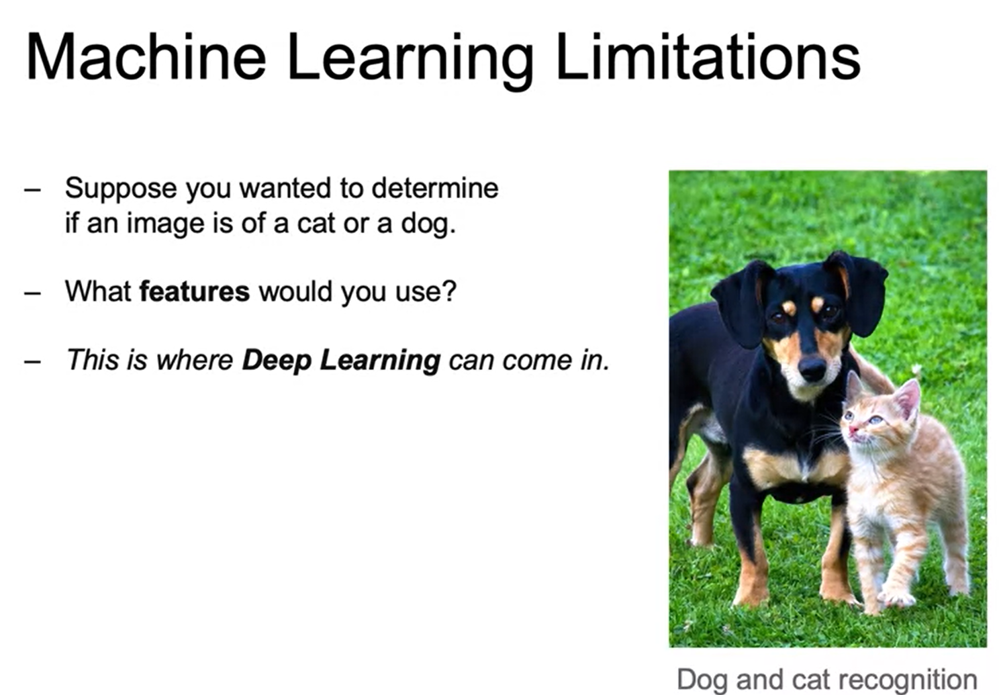 Machine Learning Limitations
– Suppose you wanted to determine
if an image is of a cat or a dog.
– What features would you use?
– This is where Deep Learning can come in.
Dog and cat recognition